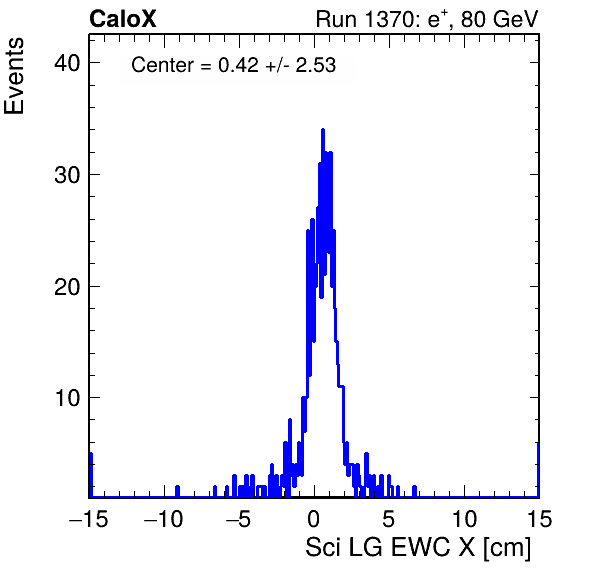 CaloX
Run 1370: e⁺, 80 GeV
Events
Center = 0.42 +/- 2.53
40
30
20
10
−15 −10 −5 0 5 10 15
Sci LG EWC X [cm]